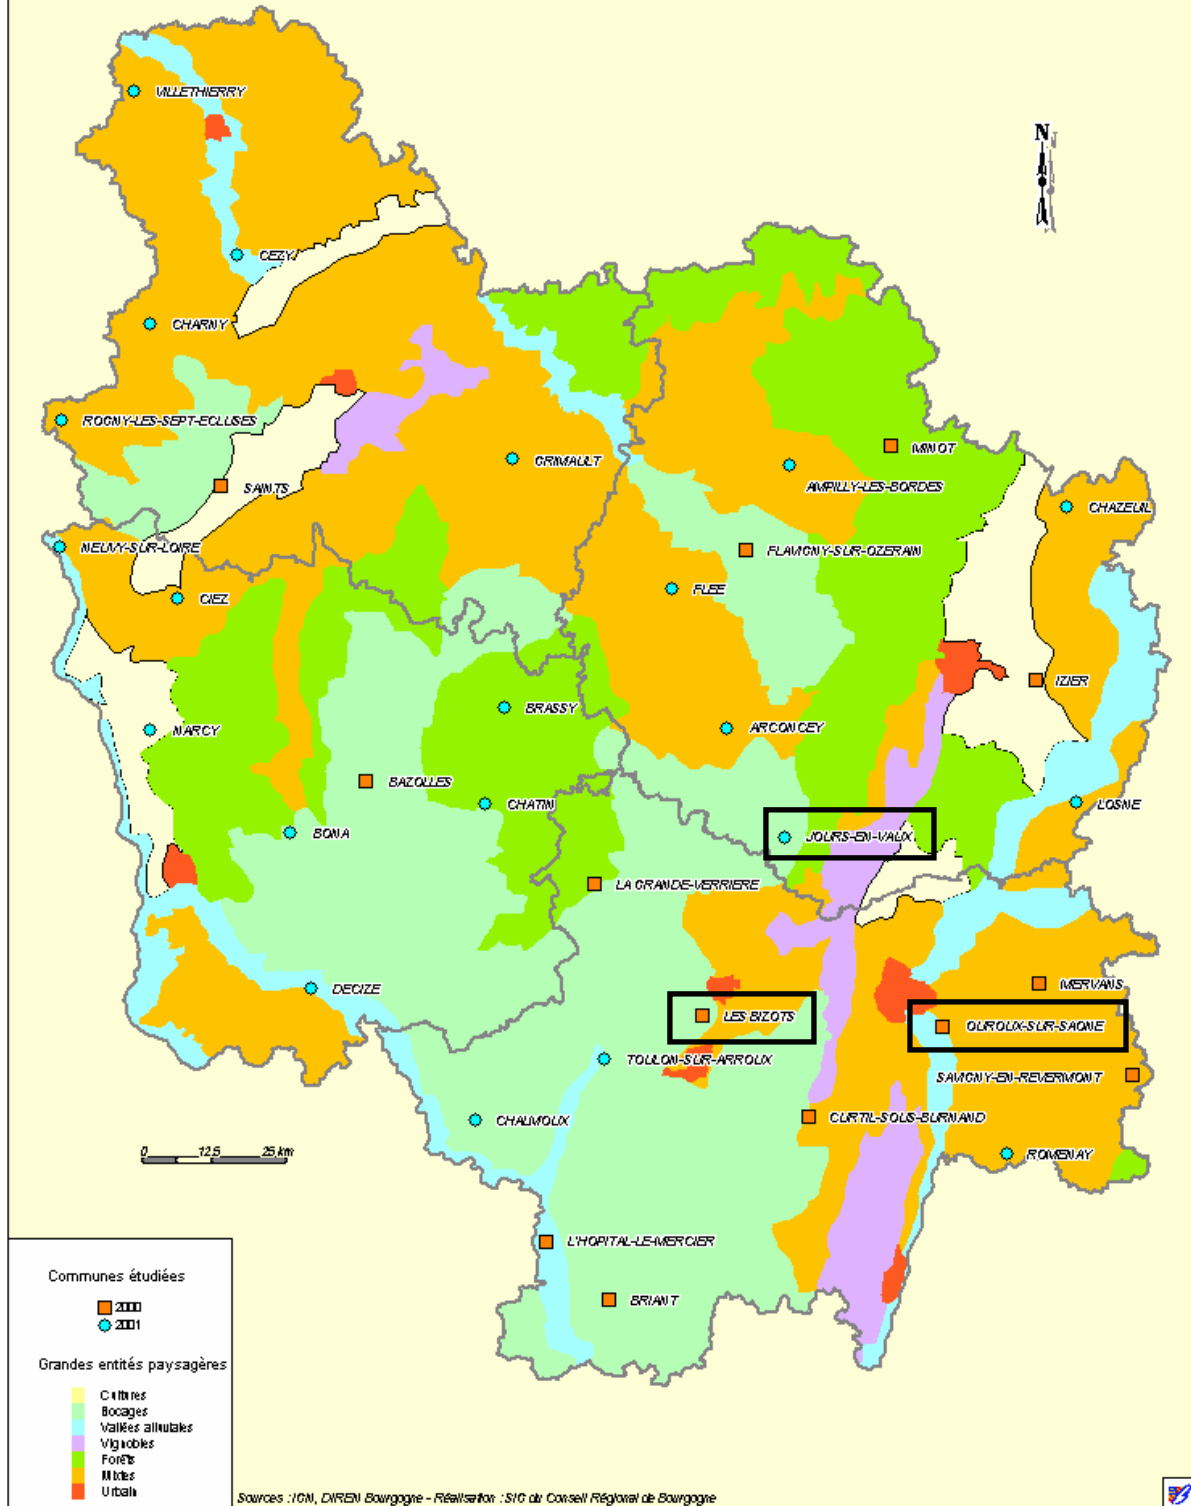 VILLETHIERRY
N
CEZY
CHARNY
ROGNY-LES-SEPT-ECLUSES
MINOT
GRIMAULT
AMPILLY-LES-BORDES
SAINTS
CHAZEUIL
NEUVY-SUR-LOIRE
FLAVIGNY-SUR-OZERAIN
FLEE
CIEZ
IZIER
BRASSY
NARCY
ARCONCEY
BAZOLLES
CHATIN
LOSNE
BONA
JOURS-EN-VAUX
LA GRANDE-VERRIERE
MERVANS
DECIZE
LES BIZOTS
OUROUX-SUR-SAONE
TOULON-SUR-ARROUX
SAVIGNY-EN-REVERMONT
CHAUMOUX
CURTIL-SOUS-BURNAND
0 12.5 25 km
ROMENAY
L'HOPITAL-LE-MERCIER
BRIANT
Communes étudiées
2000
2001
Grandes entités paysagères
Cultures
Bocages
Vallées alluviales
Vignobles
Forêts
Mixtes
Urbain
Sources : IGN, DIREN Bourgogne - Réalisation : SIG du Conseil Régional de Bourgogne